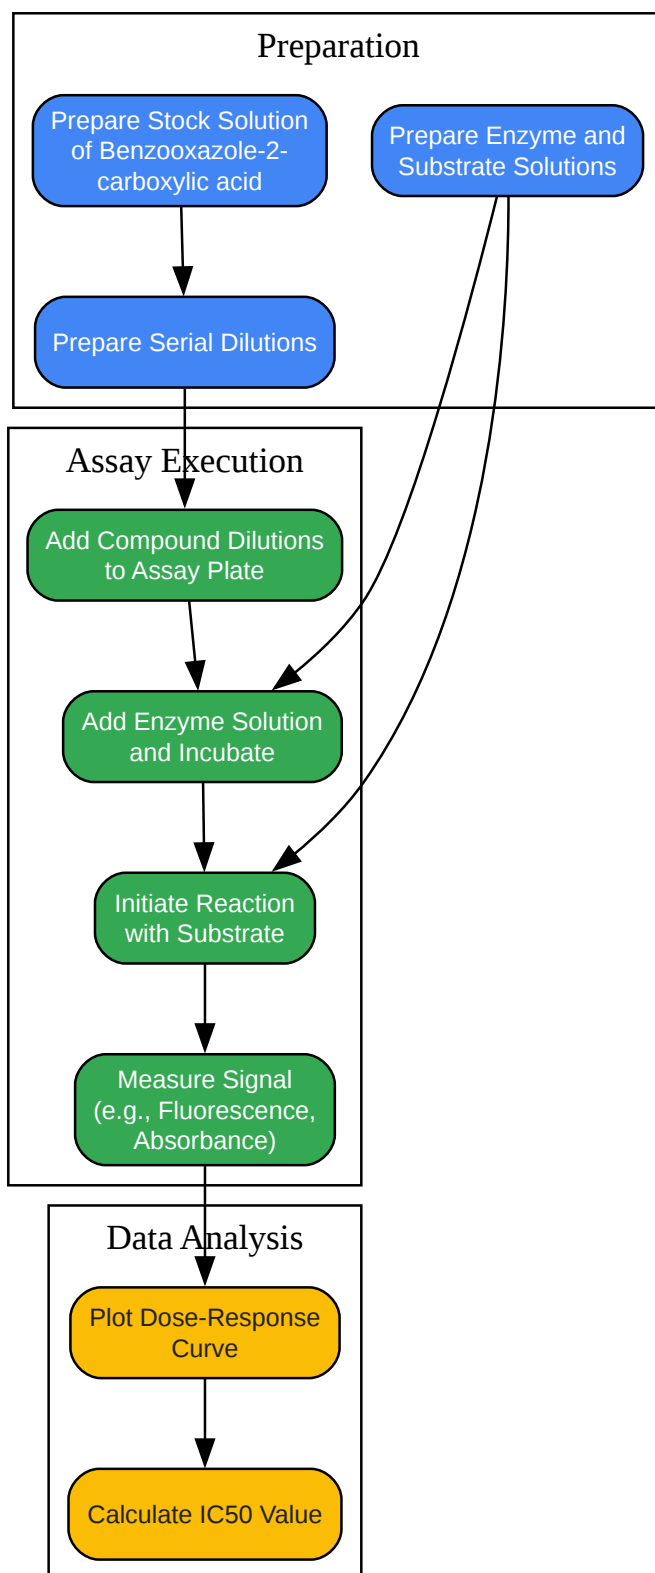 Preparation
Prepare Stock Solution
of Benzooxazole-2-
carboxylic acid
Prepare Enzyme and
Substrate Solutions
Prepare Serial Dilutions
Assay Execution
Add Compound Dilutions
to Assay Plate
Add Enzyme Solution
and Incubate
Initiate Reaction
with Substrate
Measure Signal
(e.g., Fluorescence,
Absorbance)
Data Analysis
Plot Dose-Response
Curve
Calculate IC50 Value